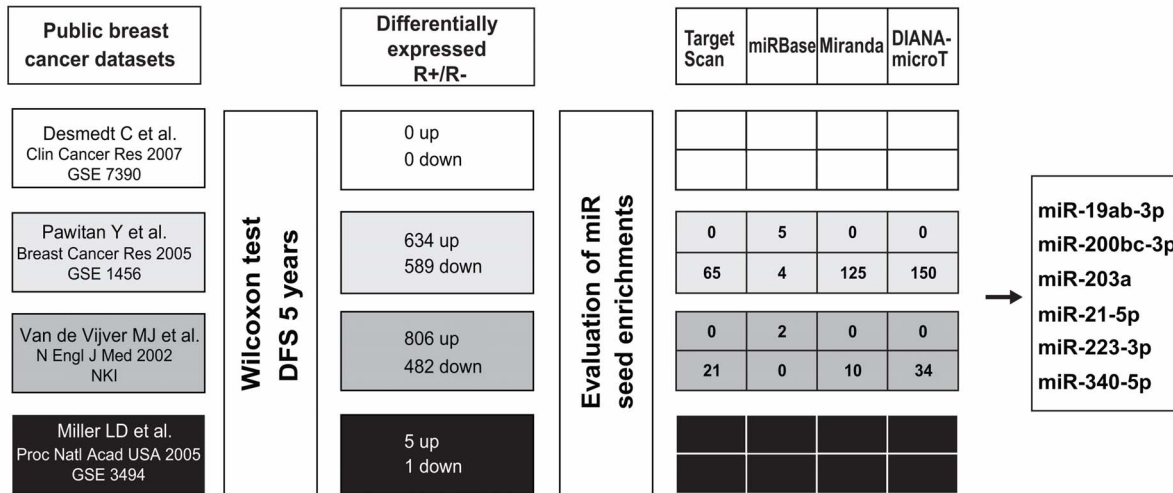 Public breast
cancer datasets
Differentially
expressed
R+/R-
Target
Scan
miRBase
Miranda
DIANA-
microT
Desmedt C et al.
Clin Cancer Res 2007
GSE 7390
Pawitan Y et al.
Breast Cancer Res 2005
GSE 1456
Van de Vijver MJ et al.
N Engl J Med 2002
NKI
Miller LD et al.
Proc Natl Acad USA 2005
GSE 3494
Wilcoxon test
DFS 5 years
0 up
0 down
634 up
589 down
806 up
482 down
5 up
1 down
Evaluation of miR
seed enrichments
0 5 0 0
65 4 125 150
0 2 0 0
21 0 10 34
miR-19ab-3p
miR-200bc-3p
miR-203a
miR-21-5p
miR-223-3p
miR-340-5p